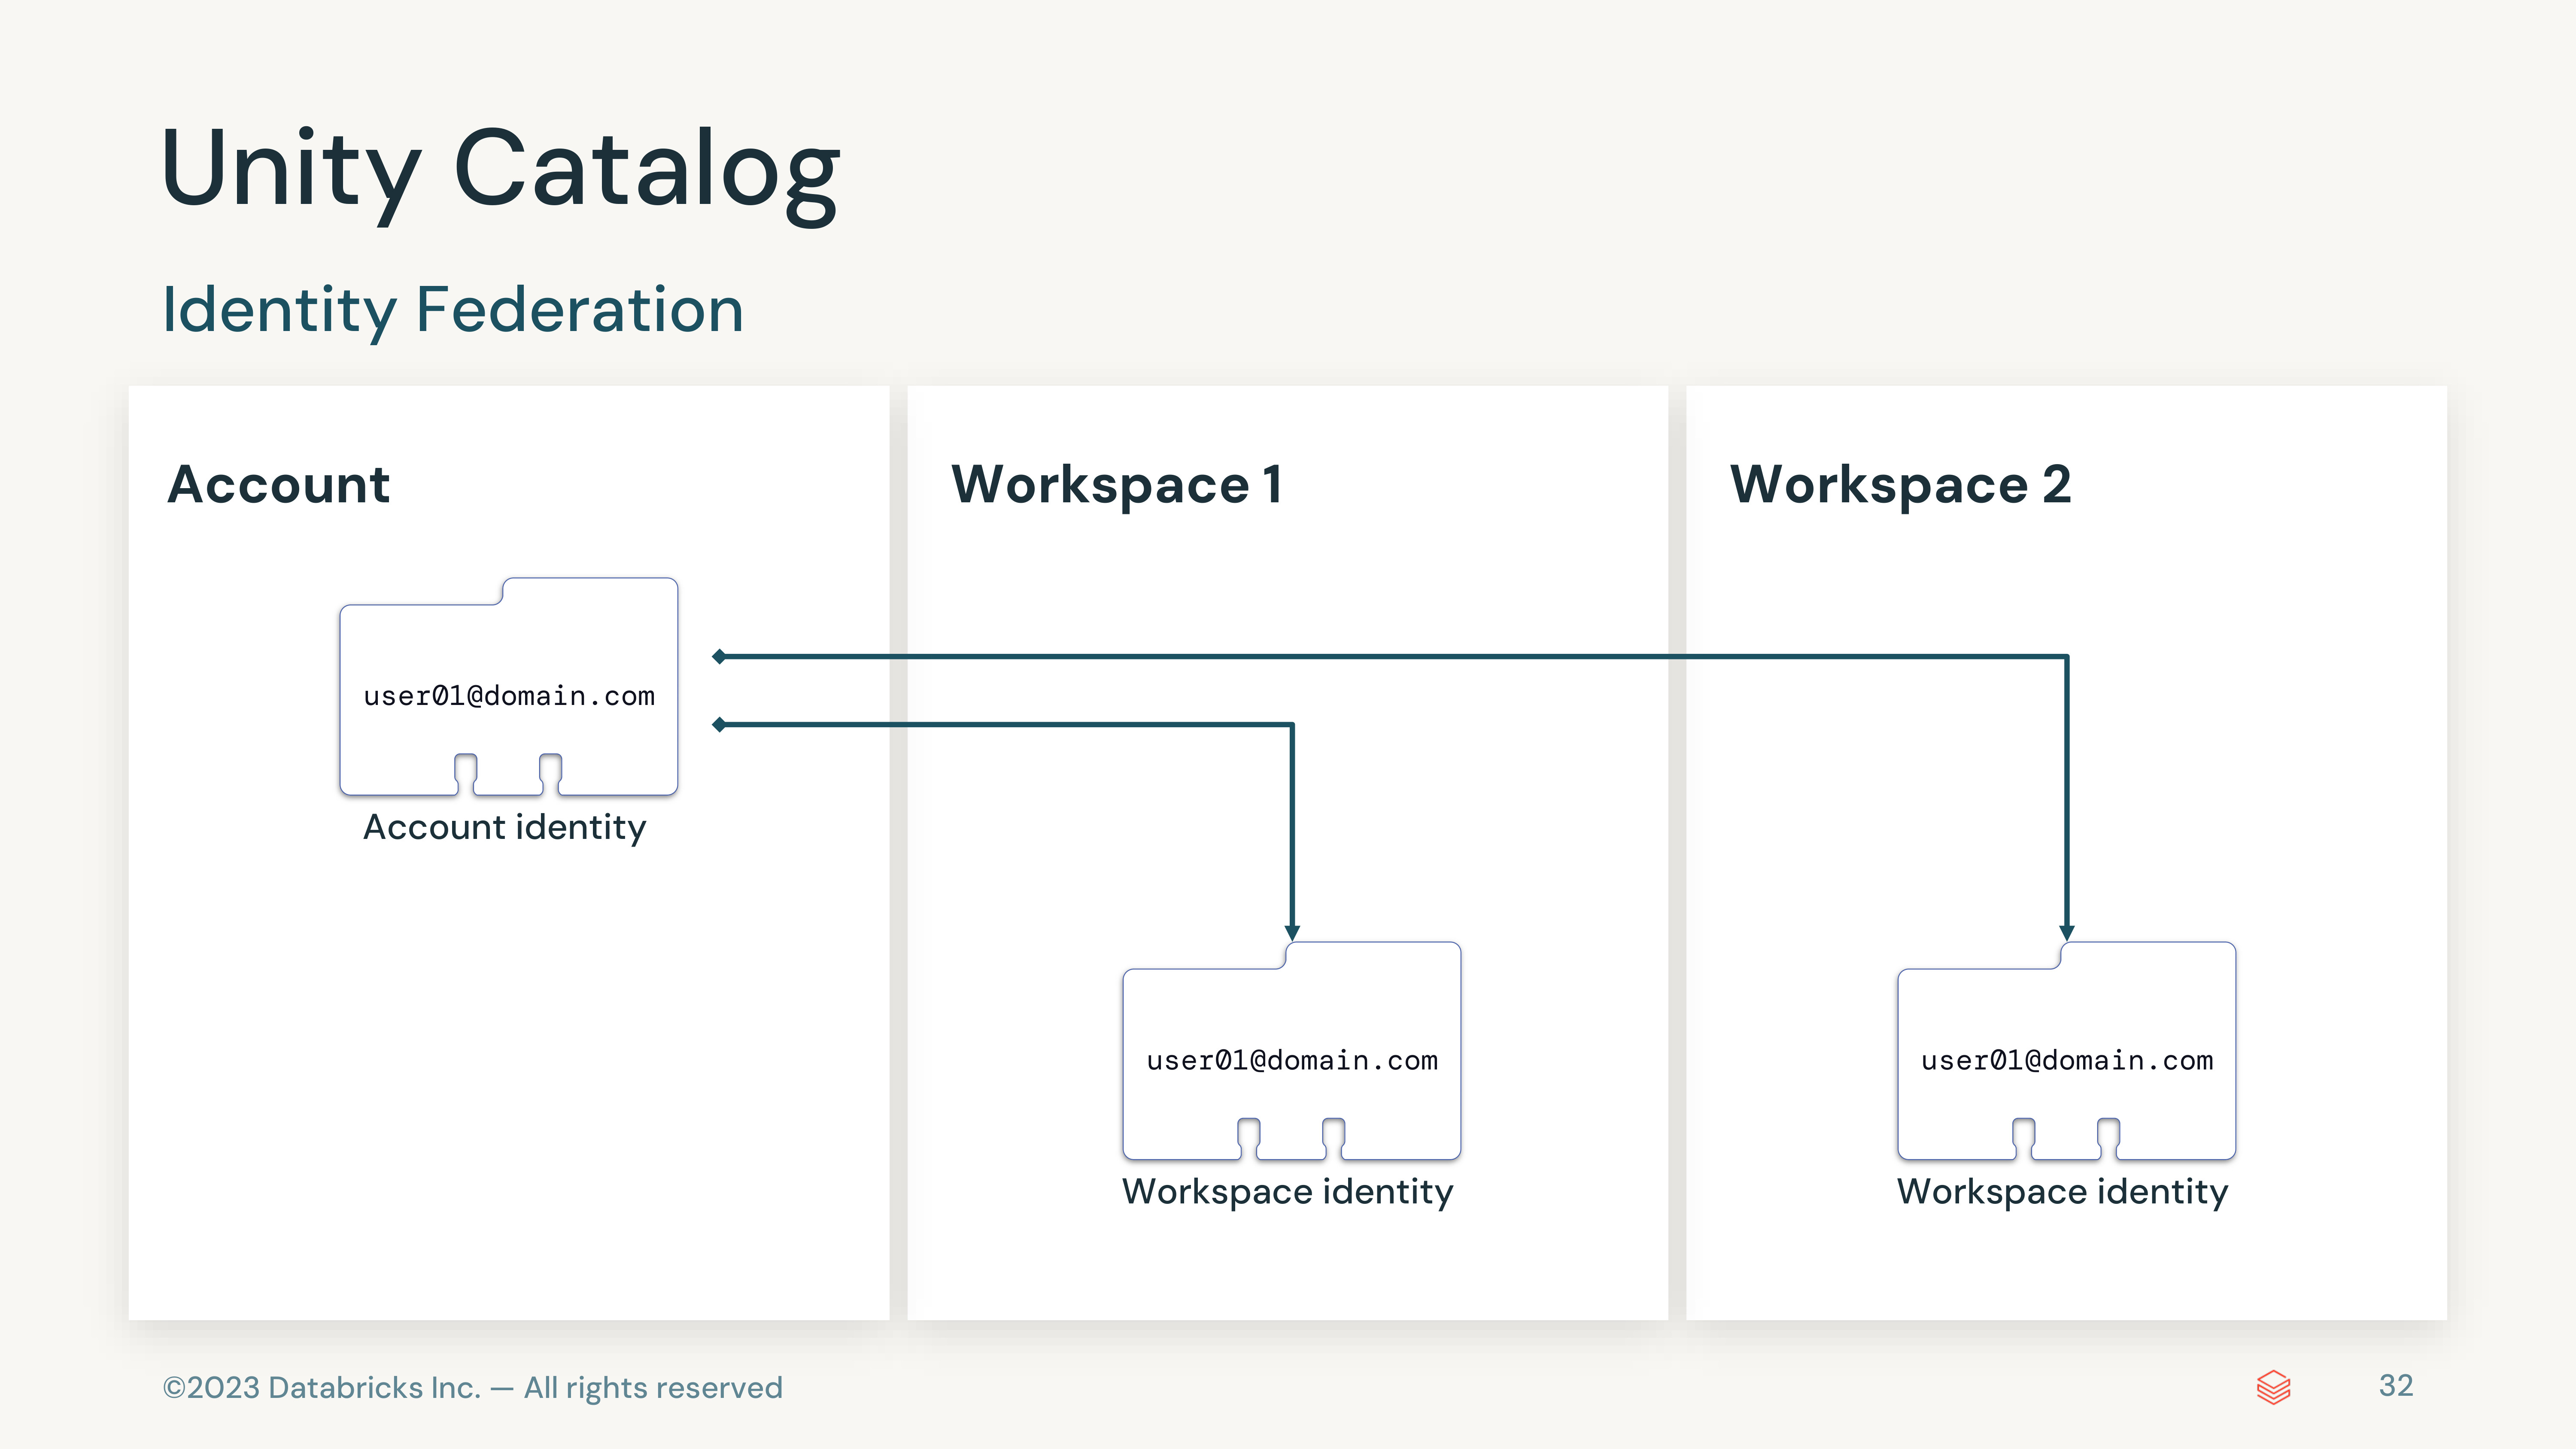 Unity Catalog
Identity Federation
Account
Workspace 1
Workspace 2
user01@domain.com
Account identity
user01@domain.com
Workspace identity
user01@domain.com
Workspace identity
©2023 Databricks Inc. — All rights reserved
32